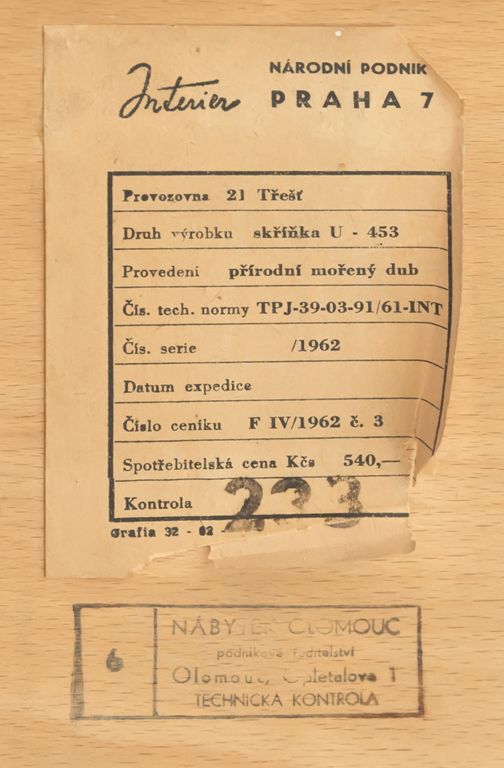 Interier
NÁRODNÍ PODNIK
PRAHA 7
Provozovna 21 Třešť
Druh výrobku skříňka U - 453
Provedení přírodní mořený dub
Čís. tech. normy TPJ-39-03-91/61-INT
Čís. serie /1962
Datum expedice
Číslo ceníku F IV/1962 č. 3
Spotřebitelská cena Kčs 540,—
Kontrola 233
Grafia 32 - 62 -
6
NÁBYTEK OLOMOUC
podnikové ředitelství
Olomouc, Opletalova 1
TECHNICKÁ KONTROLA